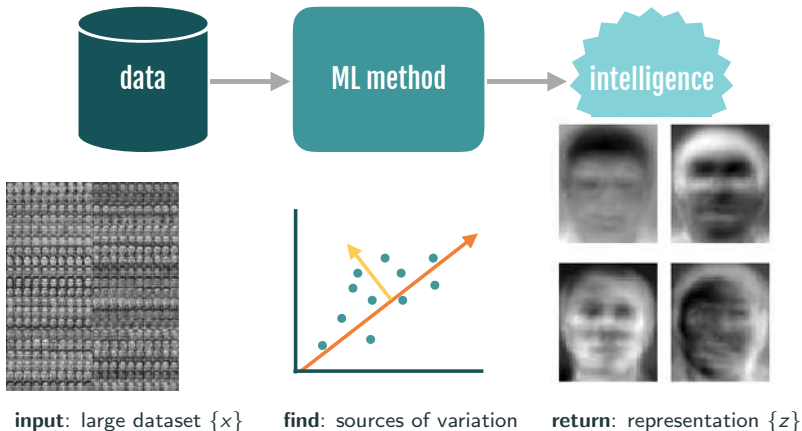 data
ML method
intelligence
input: large dataset {x}
find: sources of variation
return: representation {z}